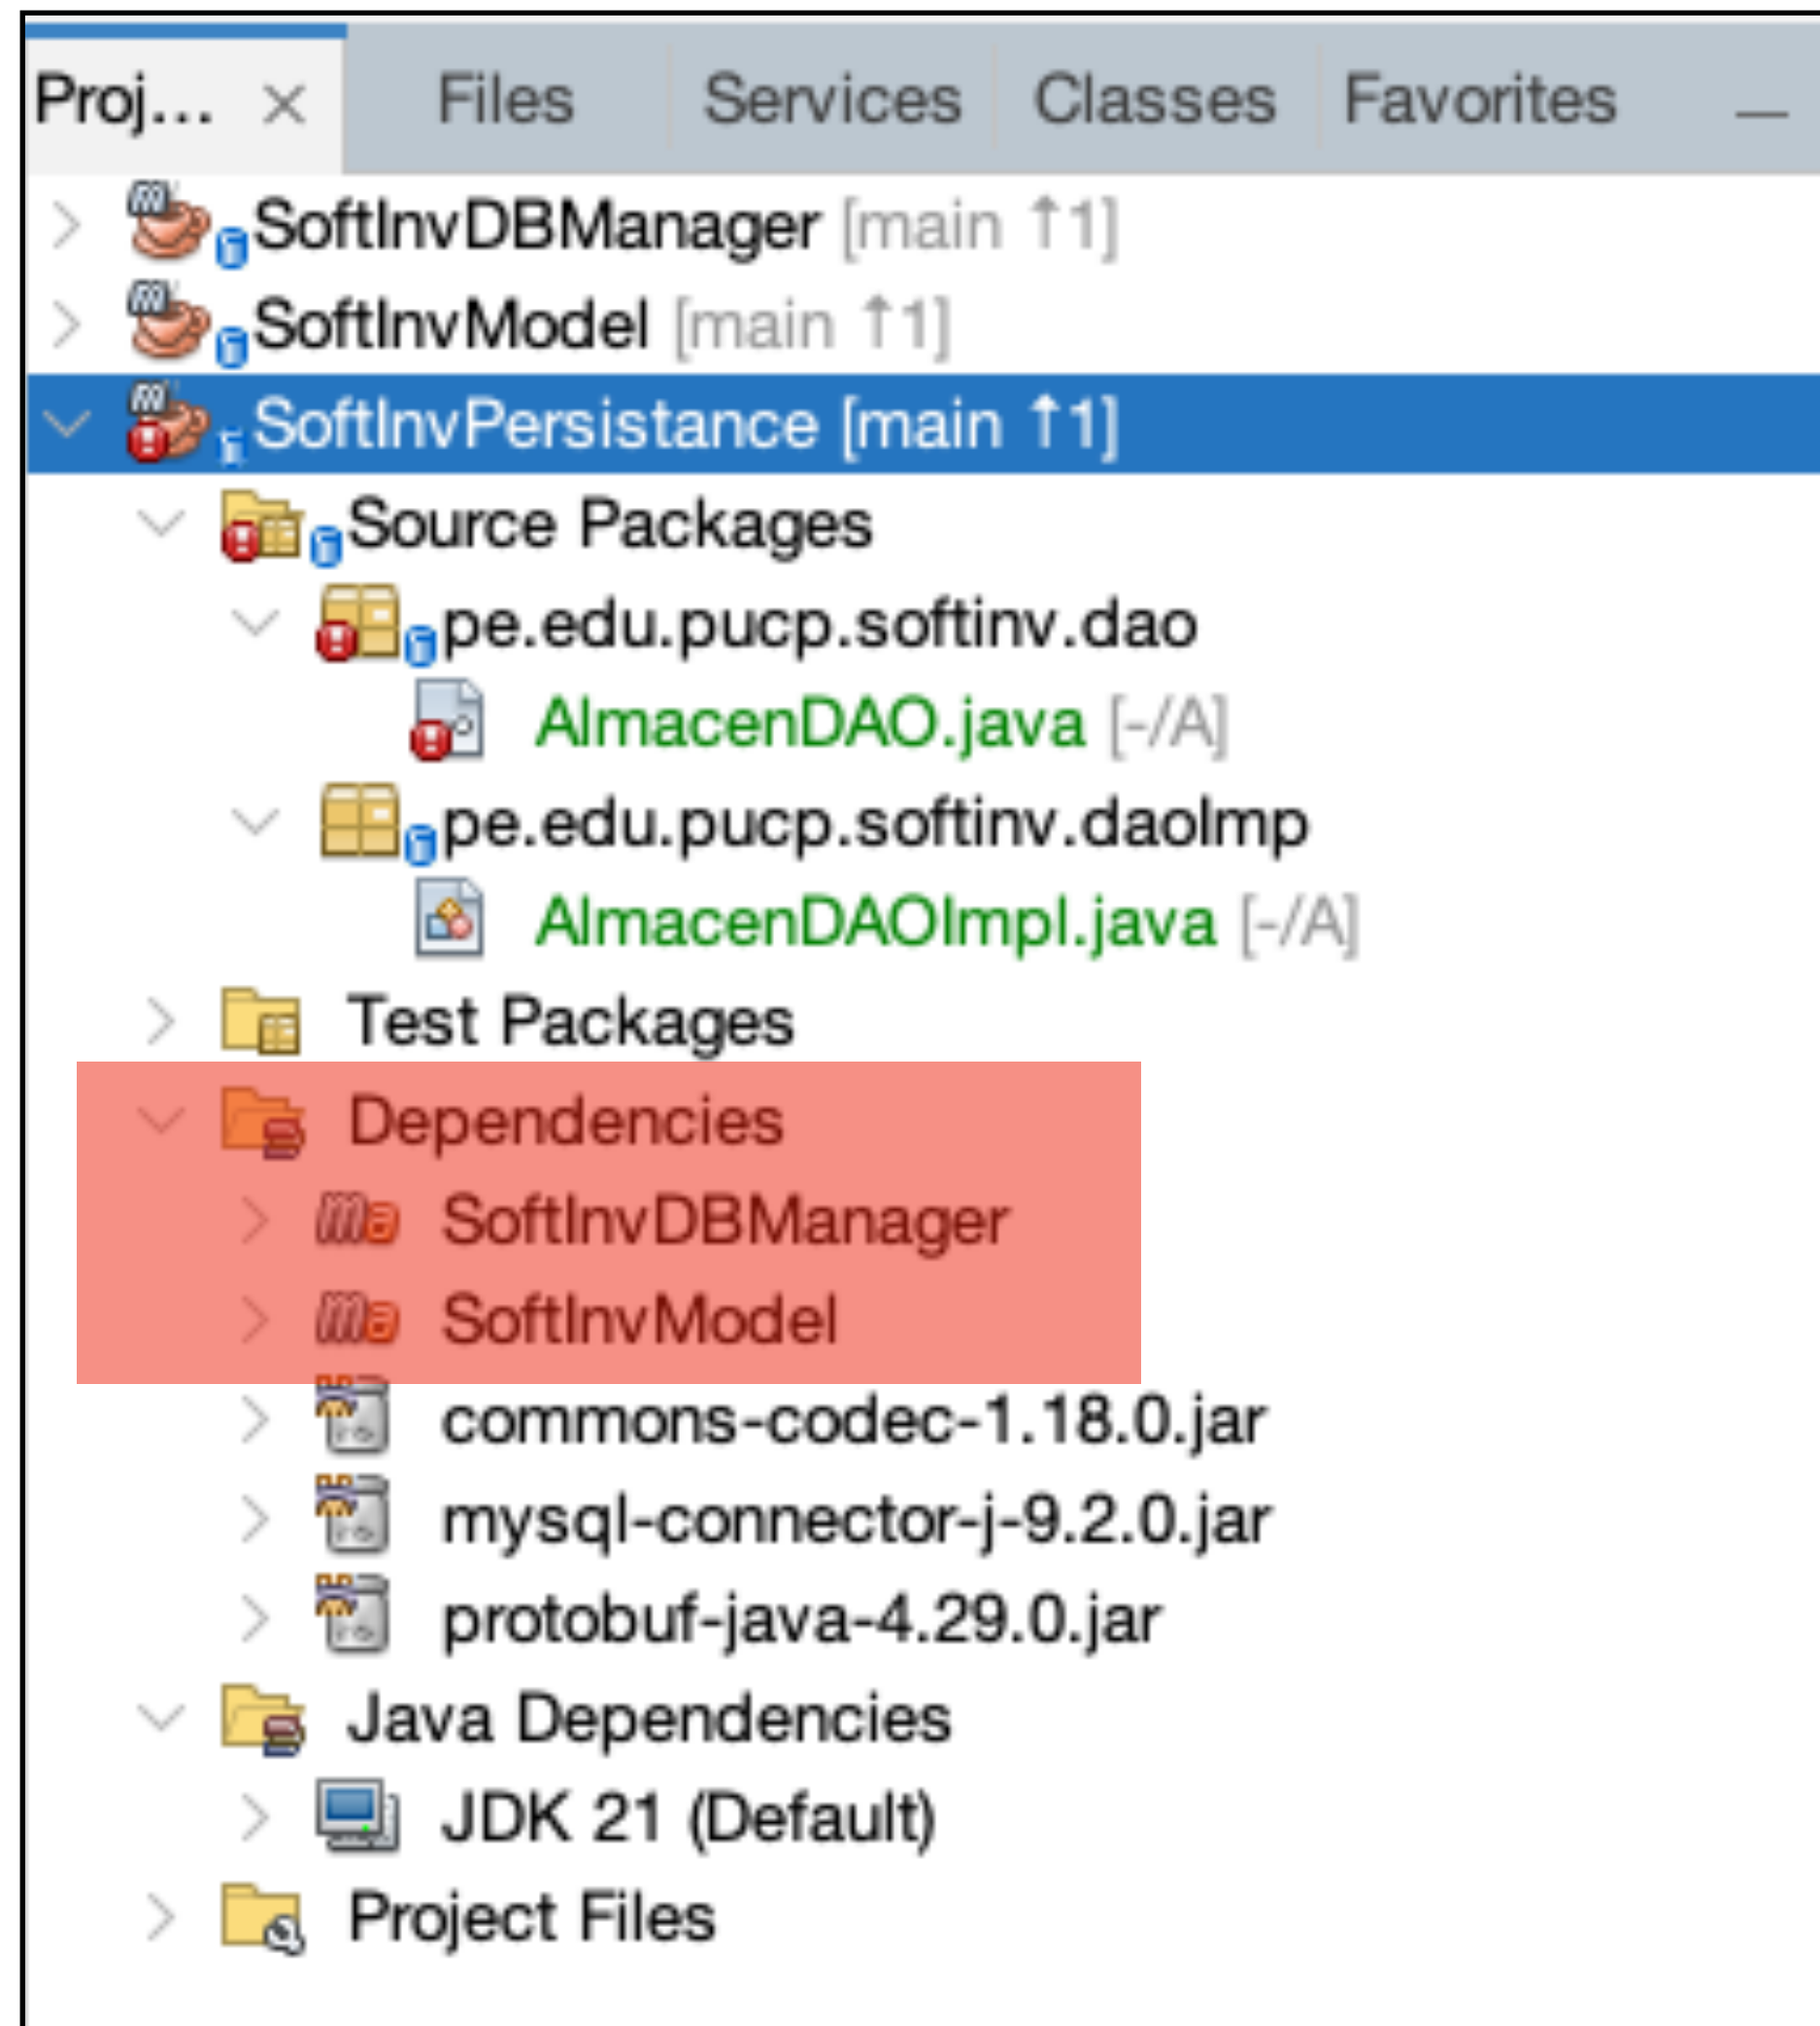 Proj... × Files Services Classes Favorites
SoftInvDBManager [main ↑1]
SoftInvModel [main ↑1]
SoftInvPersistance [main ↑1]
Source Packages
pe.edu.pucp.softinv.dao
AlmacenDAO.java [-/A]
pe.edu.pucp.softinv.daoImp
AlmacenDAOImpl.java [-/A]
Test Packages
Dependencies
SoftInvDBManager
SoftInvModel
commons-codec-1.18.0.jar
mysql-connector-j-9.2.0.jar
protobuf-java-4.29.0.jar
Java Dependencies
JDK 21 (Default)
Project Files